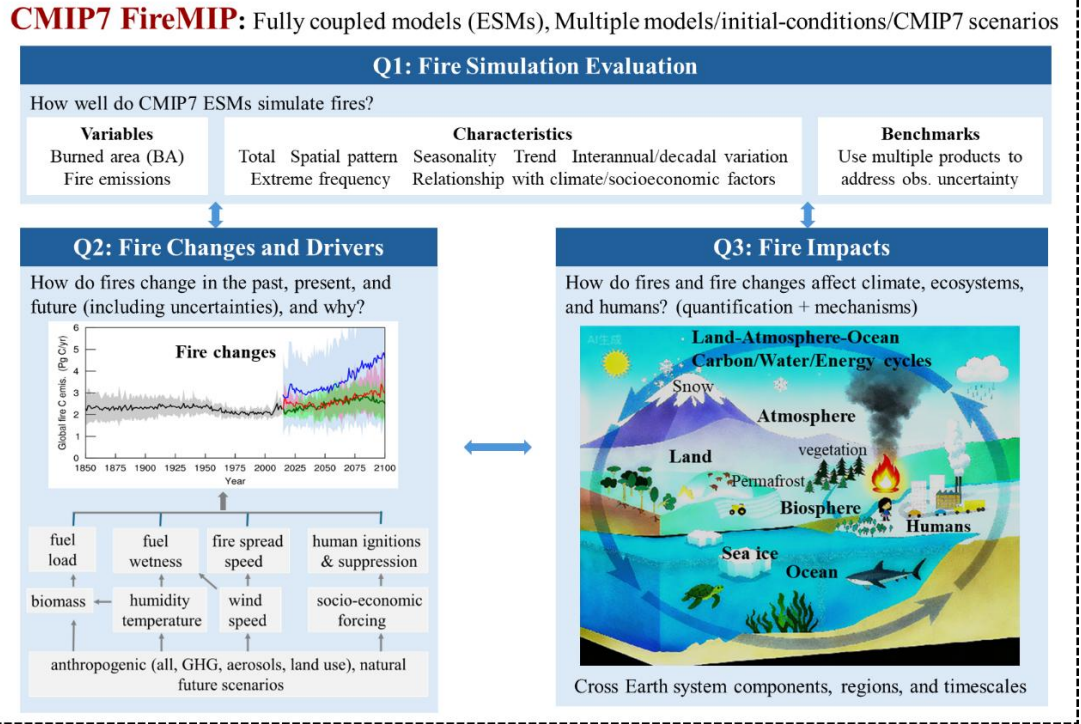 CMIP7 FireMIP: Fully coupled models (ESMs), Multiple models/initial-conditions/CMIP7 scenarios
Q1: Fire Simulation Evaluation
How well do CMIP7 ESMs simulate fires?
Variables
Burned area (BA)
Fire emissions
Characteristics
Total Spatial pattern Seasonality Trend Interannual/decadal variation
Extreme frequency Relationship with climate/socioeconomic factors
Benchmarks
Use multiple products to
address obs. uncertainty
Q2: Fire Changes and Drivers
How do fires change in the past, present, and
future (including uncertainties), and why?
Fire changes
Global fire C emis. (Pg C/yr)
6
5
4
3
2
1
0
1850 1875 1900 1925 1950 1975 2000 2025 2050 2075 2100
Year
fuel
load
fuel
wetness
fire spread
speed
human ignitions
& suppression
biomass
humidity
temperature
wind
speed
socio-economic
forcing
anthropogenic (all, GHG, aerosols, land use), natural
future scenarios
Q3: Fire Impacts
How do fires and fire changes affect climate, ecosystems,
and humans? (quantification + mechanisms)
AI生成
Land-Atmosphere-Ocean
Carbon/Water/Energy cycles
Snow
Atmosphere
Land
vegetation
Permafrost
Biosphere
Humans
Sea ice
Ocean
Cross Earth system components, regions, and timescales